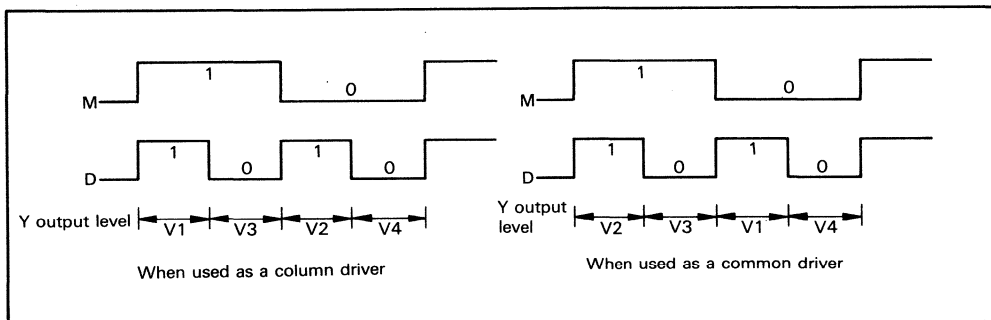 M 1 0
D 1 0 1 0
Y output level V1 V3 V2 V4
When used as a column driver
M 1 0
D 1 0 1 0
Y output
level V2 V3 V1 V4
When used as a common driver